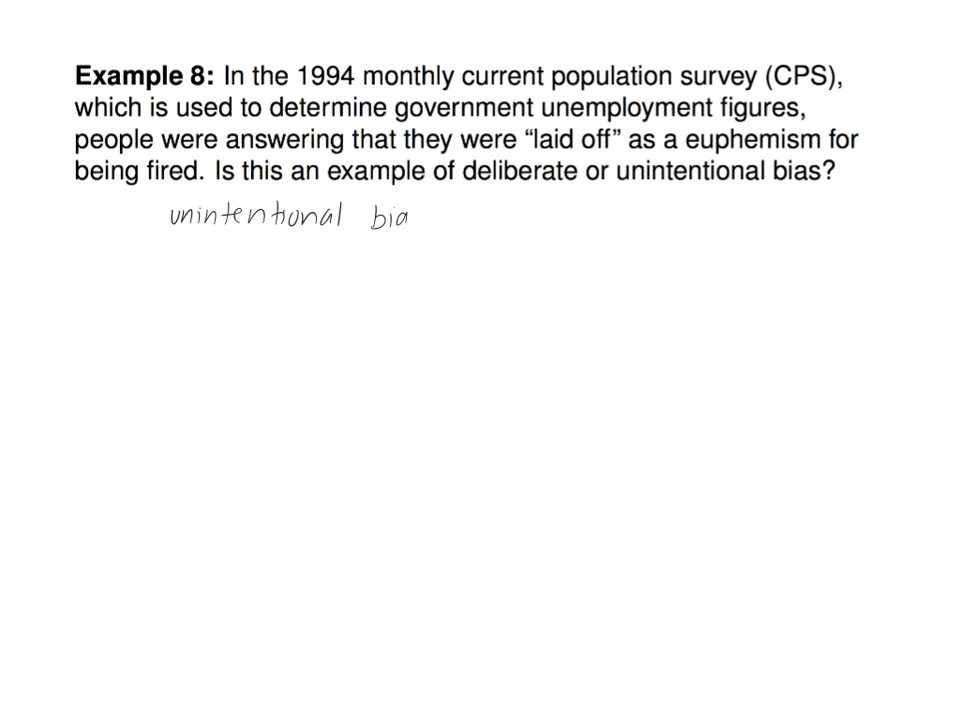 Example 8: In the 1994 monthly current population survey (CPS),
which is used to determine government unemployment figures,
people were answering that they were “laid off” as a euphemism for
being fired. Is this an example of deliberate or unintentional bias?
unintentional bia